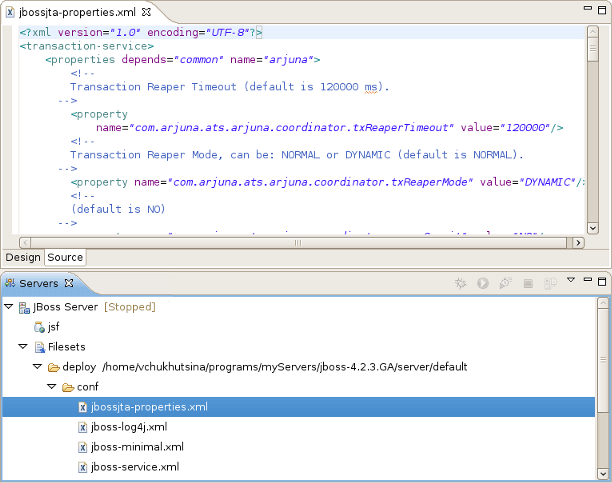 jbossjta-properties.xml
<?xml version="1.0" encoding="UTF-8"?>
<transaction-service>
<properties depends="common" name="arjuna">
<!--
Transaction Reaper Timeout (default is 120000 ms).
-->
<property
name="com.arjuna.ats.arjuna.coordinator.txReaperTimeout" value="120000"/>
<!--
Transaction Reaper Mode, can be: NORMAL or DYNAMIC (default is NORMAL).
-->
<property name="com.arjuna.ats.arjuna.coordinator.txReaperMode" value="DYNAMIC"/>
<!--
(default is NO)
-->
Design Source
Servers
JBoss Server [Stopped]
jsf
Filesets
deploy /home/vchukhutsina/programs/myServers/jboss-4.2.3.GA/server/default
conf
jbossjta-properties.xml
jboss-log4j.xml
jboss-minimal.xml
jboss-service.xml